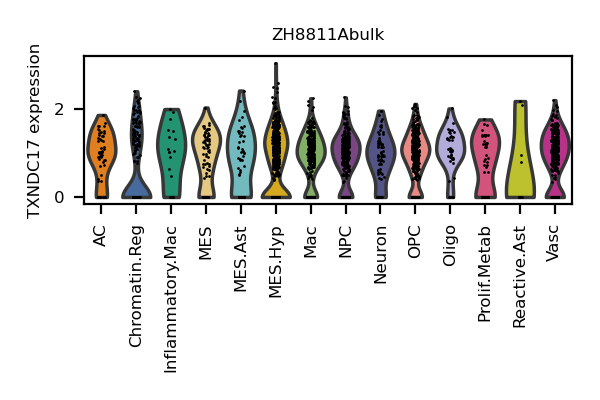 ZH8811Abulk
TXNDC17 expression
2
0
AC
Chromatin.Reg
Inflammatory.Mac
MES
MES.Ast
MES.Hyp
Mac
NPC
Neuron
OPC
Oligo
Prolif.Metab
Reactive.Ast
Vasc